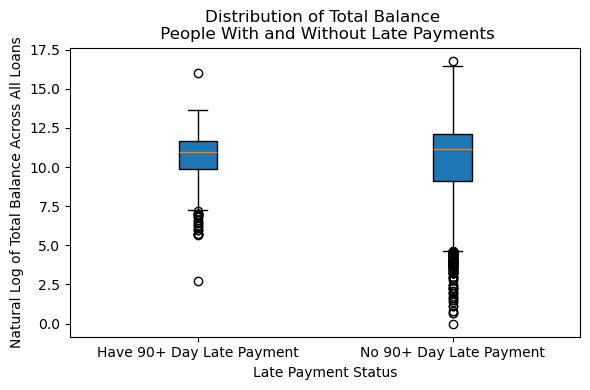 Distribution of Total Balance
People With and Without Late Payments
Natural Log of Total Balance Across All Loans
17.5
15.0
12.5
10.0
7.5
5.0
2.5
0.0
Have 90+ Day Late Payment
No 90+ Day Late Payment
Late Payment Status